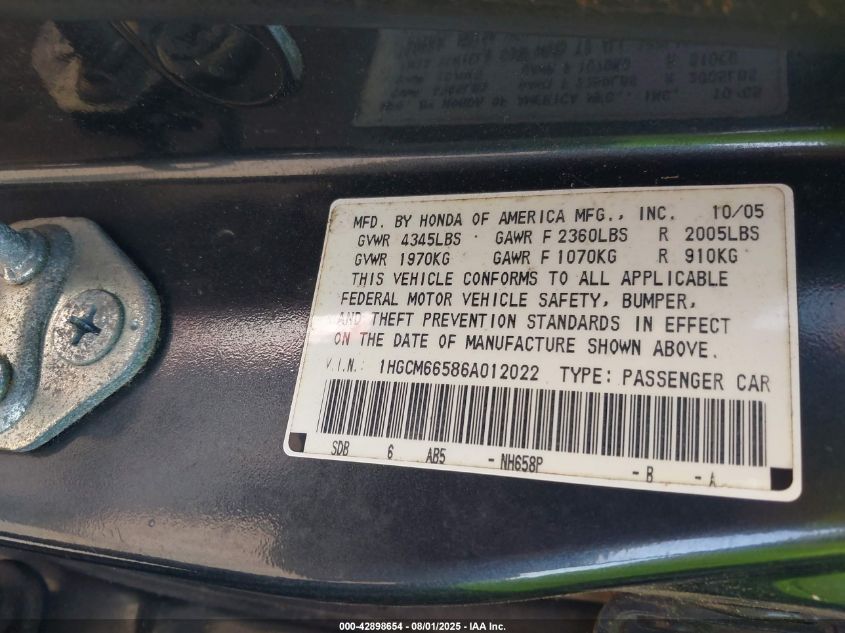 MFD. BY HONDA OF AMERICA MFG., INC. 10/05
GVWR 4345LBS GAWR F 2360LBS R 2005LBS
GVWR 1970KG GAWR F 1070KG R 910KG
THIS VEHICLE CONFORMS TO ALL APPLICABLE
FEDERAL MOTOR VEHICLE SAFETY, BUMPER,
AND THEFT PREVENTION STANDARDS IN EFFECT
ON THE DATE OF MANUFACTURE SHOWN ABOVE.
V.I.N.: 1HGCM66586A012022 TYPE: PASSENGER CAR
SDB 6 AB5 -NH658P -B -A
000-42898654 - 08/01/2025 - IAA Inc.